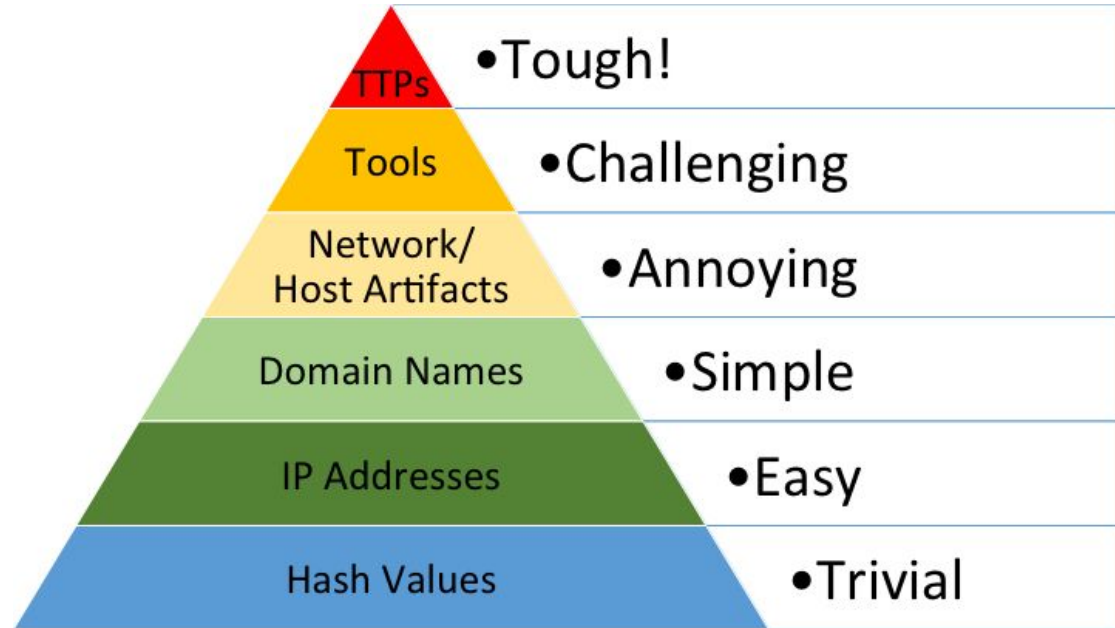 TTPs
•Tough!
Tools
•Challenging
Network/
Host Artifacts
•Annoying
Domain Names
•Simple
IP Addresses
•Easy
Hash Values
•Trivial